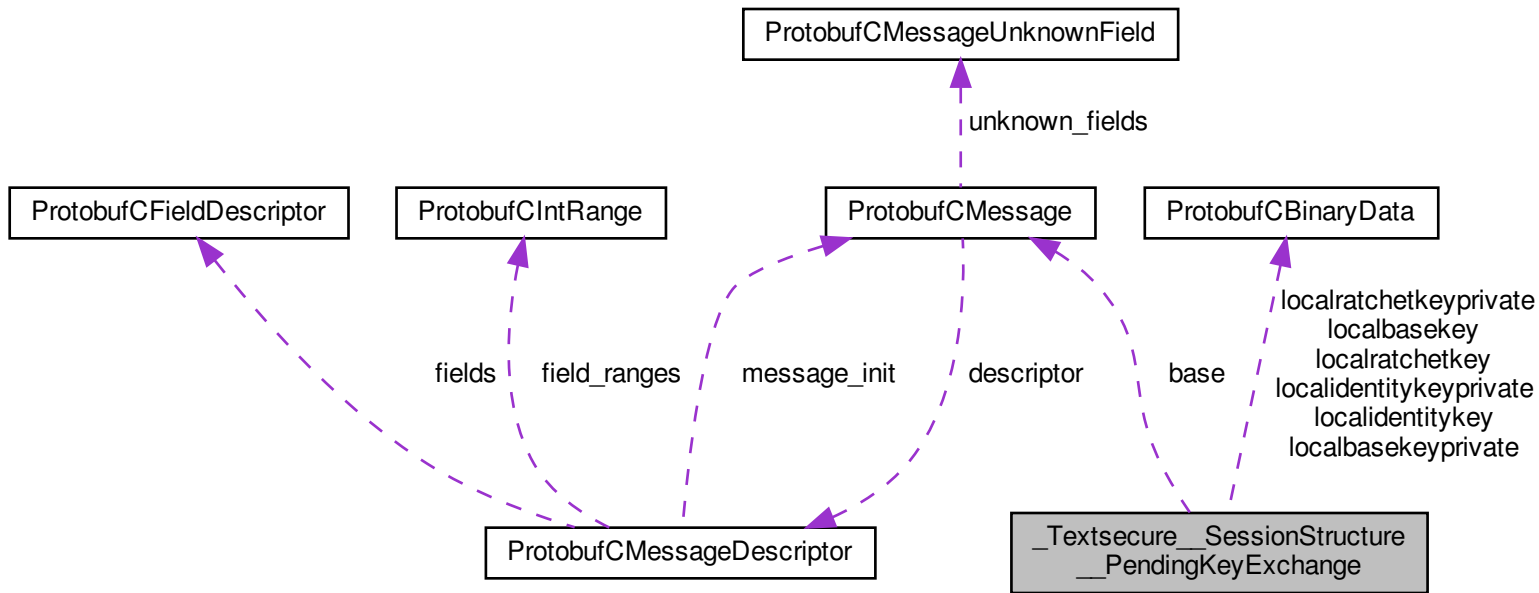 ProtobufCMessageUnknownField
unknown_fields
ProtobufCFieldDescriptor
ProtobufCIntRange
ProtobufCMessage
ProtobufCBinaryData
fields
field_ranges
message_init
descriptor
base
localratchetkeyprivate
localbasekey
localratchetkey
localidentitykeyprivate
localidentitykey
localbasekeyprivate
ProtobufCMessageDescriptor
_Textsecure__SessionStructure
__PendingKeyExchange